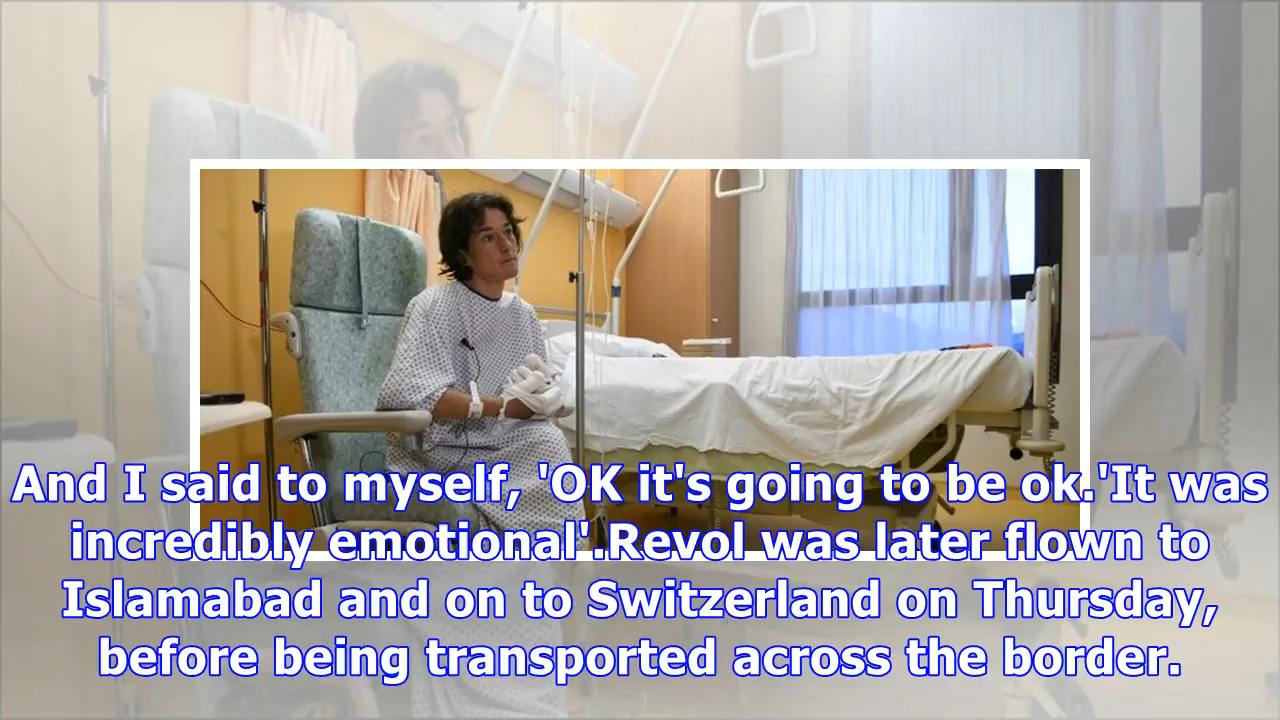 And I said to myself, 'OK it's going to be ok.'It was
incredibly emotional'.Revol was later flown to
Islamabad and on to Switzerland on Thursday,
before being transported across the border.